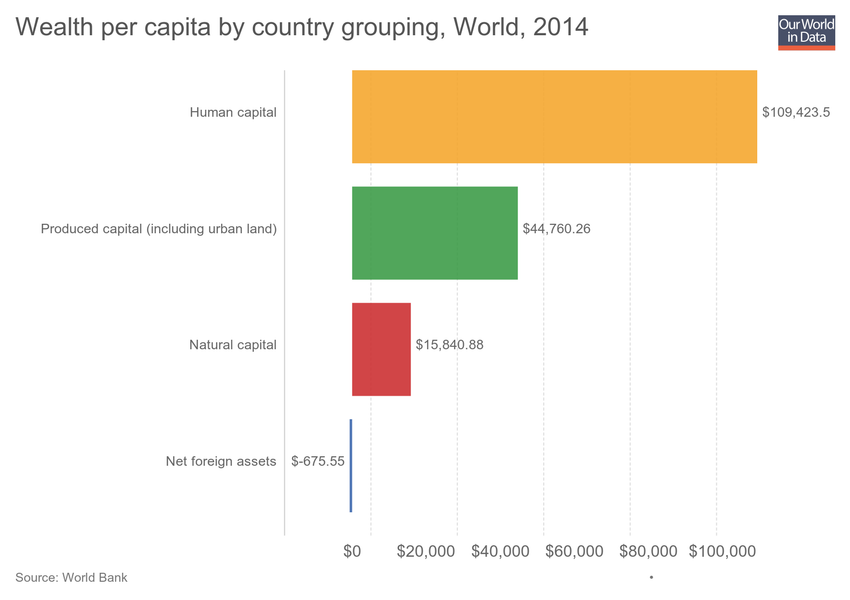 Wealth per capita by country grouping, World, 2014
Our World
in Data
Human capital
$109,423.5
Produced capital (including urban land)
$44,760.26
Natural capital
$15,840.88
Net foreign assets
$-675.55
$0 $20,000 $40,000 $60,000 $80,000 $100,000
Source: World Bank